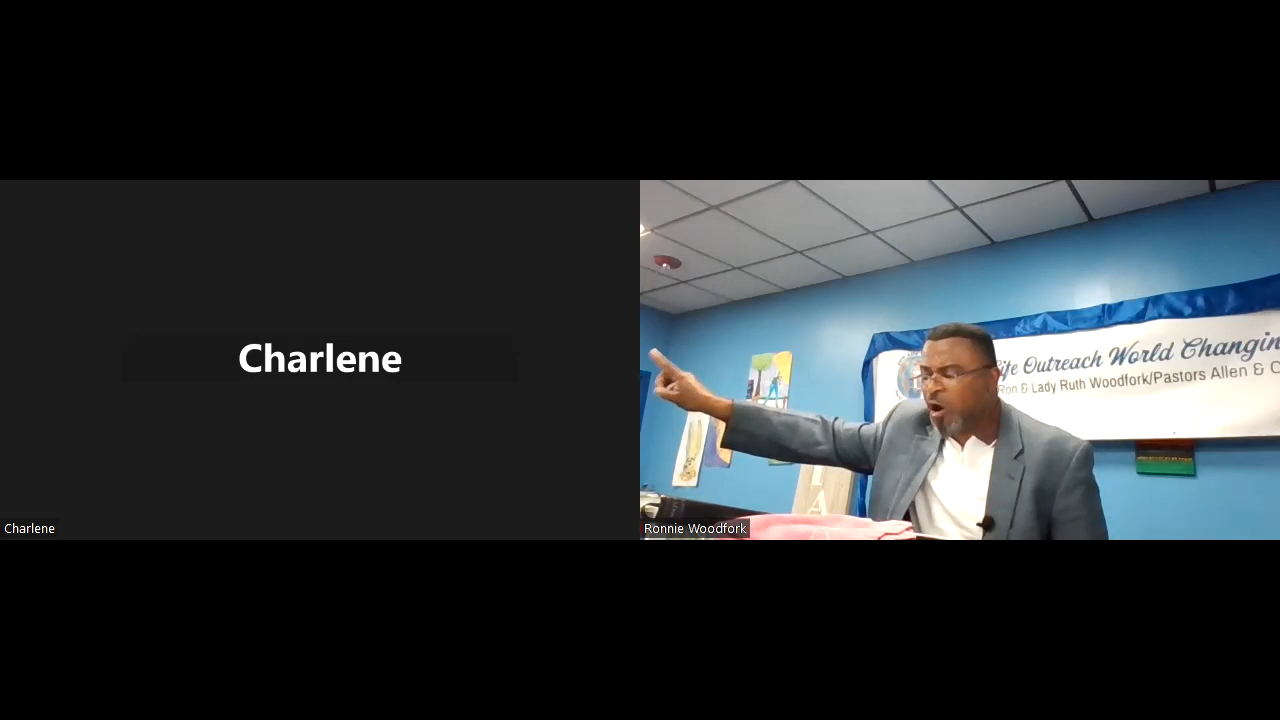 Charlene
Charlene
Life Outreach World Changin
Ron & Lady Ruth Woodfork/Pastors Allen & C
Ronnie Woodfork